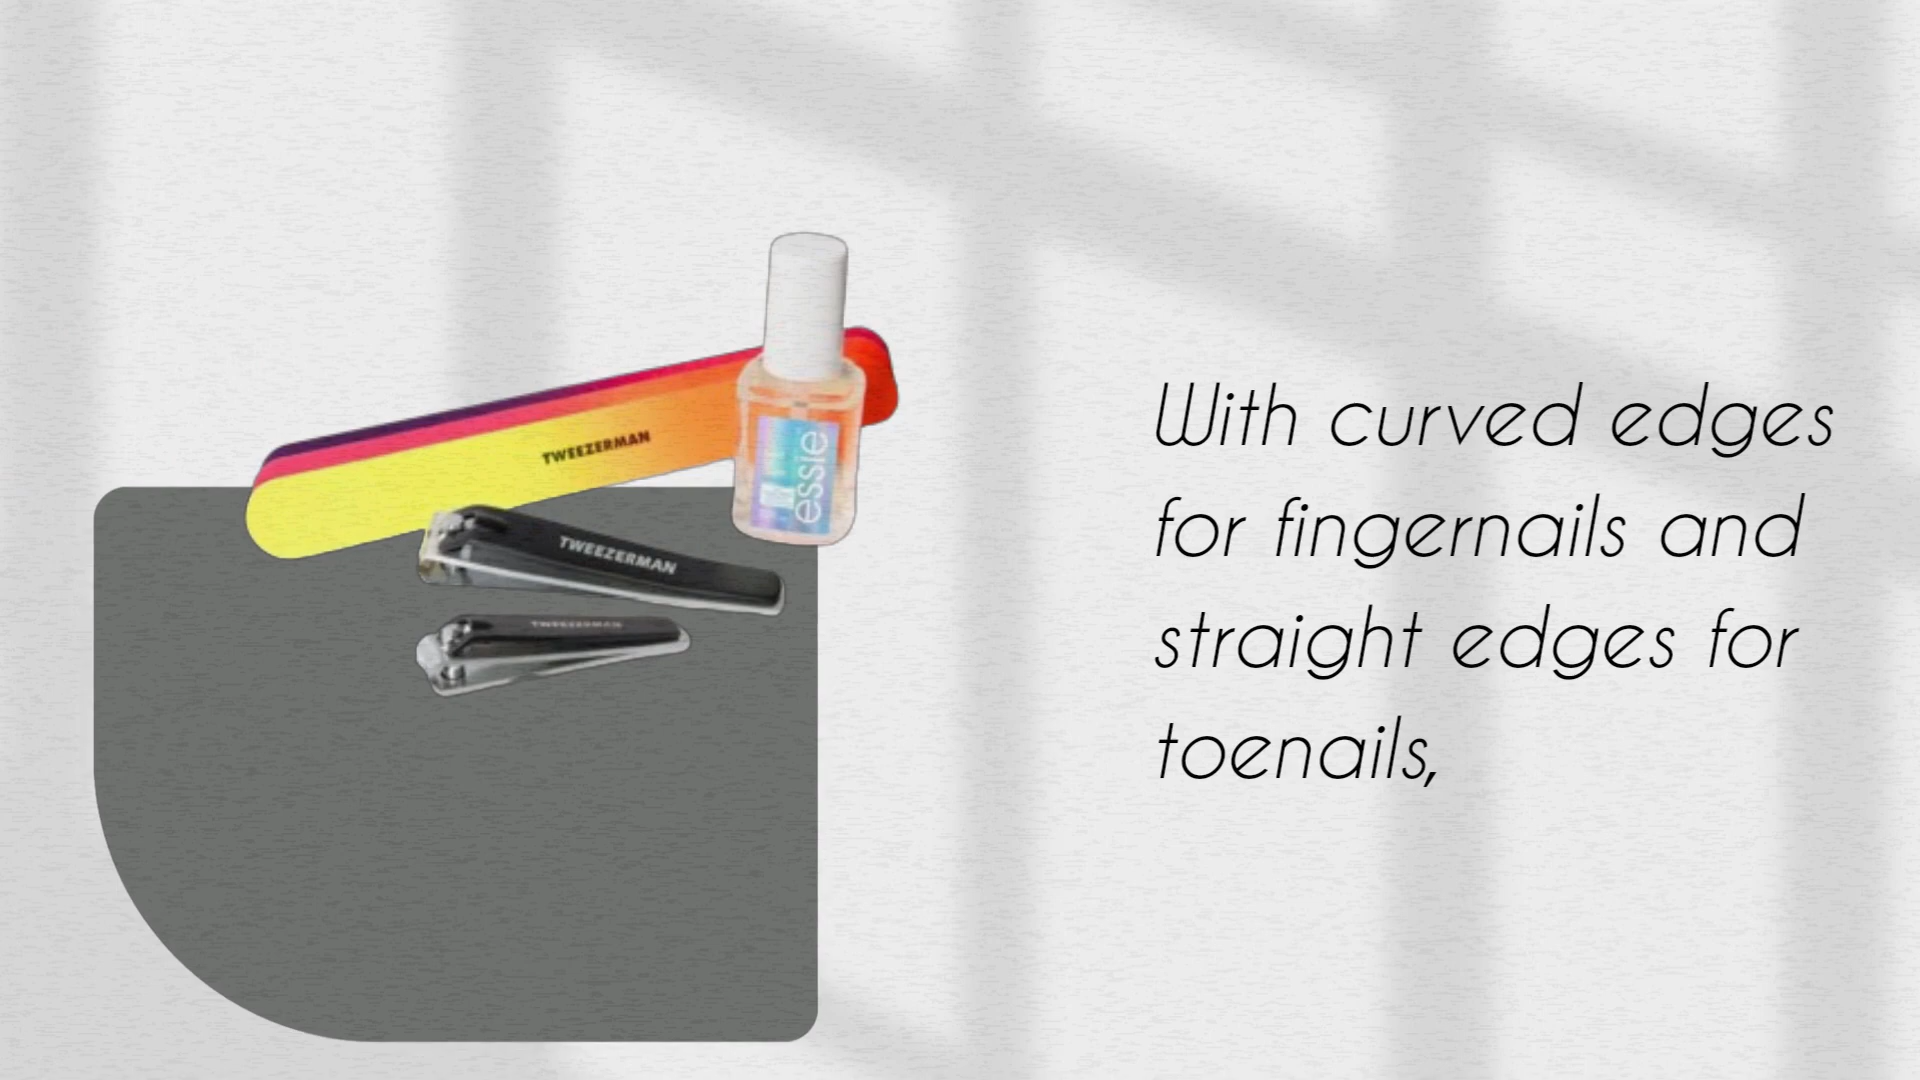 TWEEZERMAN
essie
TWEEZERMAN
TWEEZERMAN
With curved edges
for fingernails and
straight edges for
toenails,